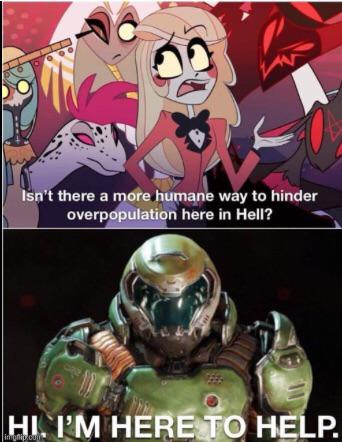 Isn't there a more humane way to hinder
overpopulation here in Hell?
HI, I'M HERE TO HELP.
imgflip.com